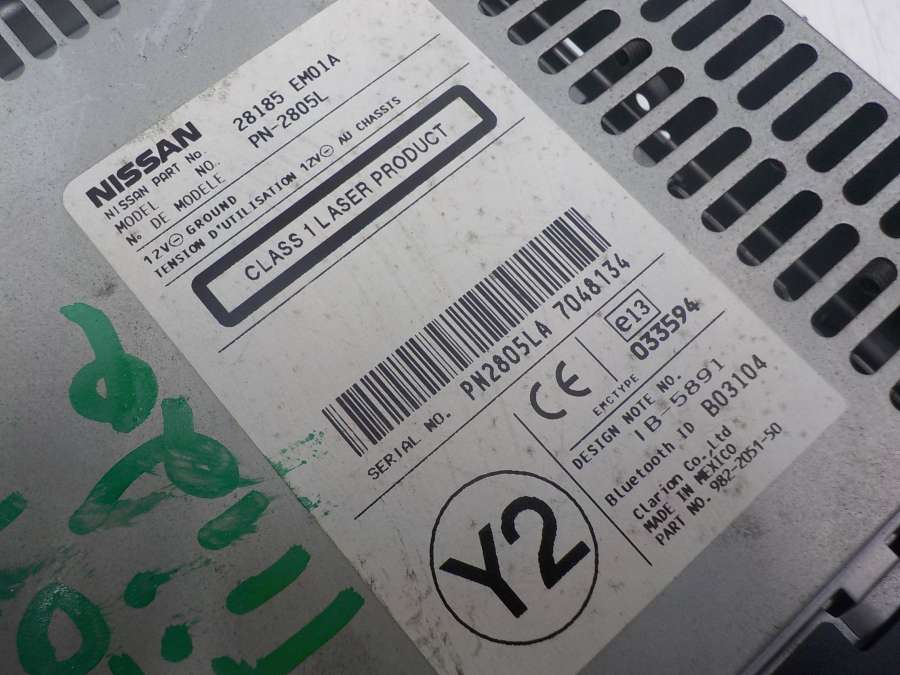 NISSAN
NISSAN PART No. 28185 EM01A
MODEL NO. PN-2805L
No DE MODÈLE
12V⊖ GROUND
TENSION D'UTILISATION 12V⊖ AU CHASSIS
CLASS 1 LASER PRODUCT
SERIAL NO. PN2805LA 7048134
CE
e13
EMCTYPE 033594
DESIGN NOTE NO.
IB-5891
Bluetooth ID B03104
Clarion Co.,Ltd
MADE IN MEXICO
PART NO. 982-2051-50
Y2